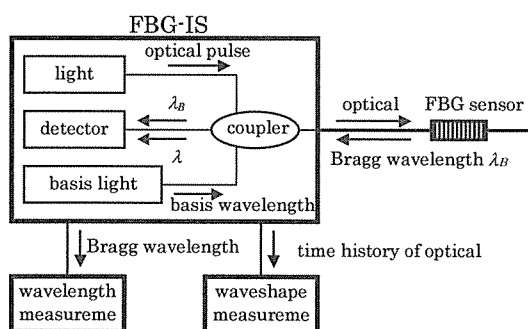 FBG-IS
optical pulse
light
λB
optical
FBG sensor
detector
coupler
λ
Bragg wavelength λB
basis light
basis wavelength
Bragg wavelength
time history of optical
wavelength
measureme
waveshape
measureme